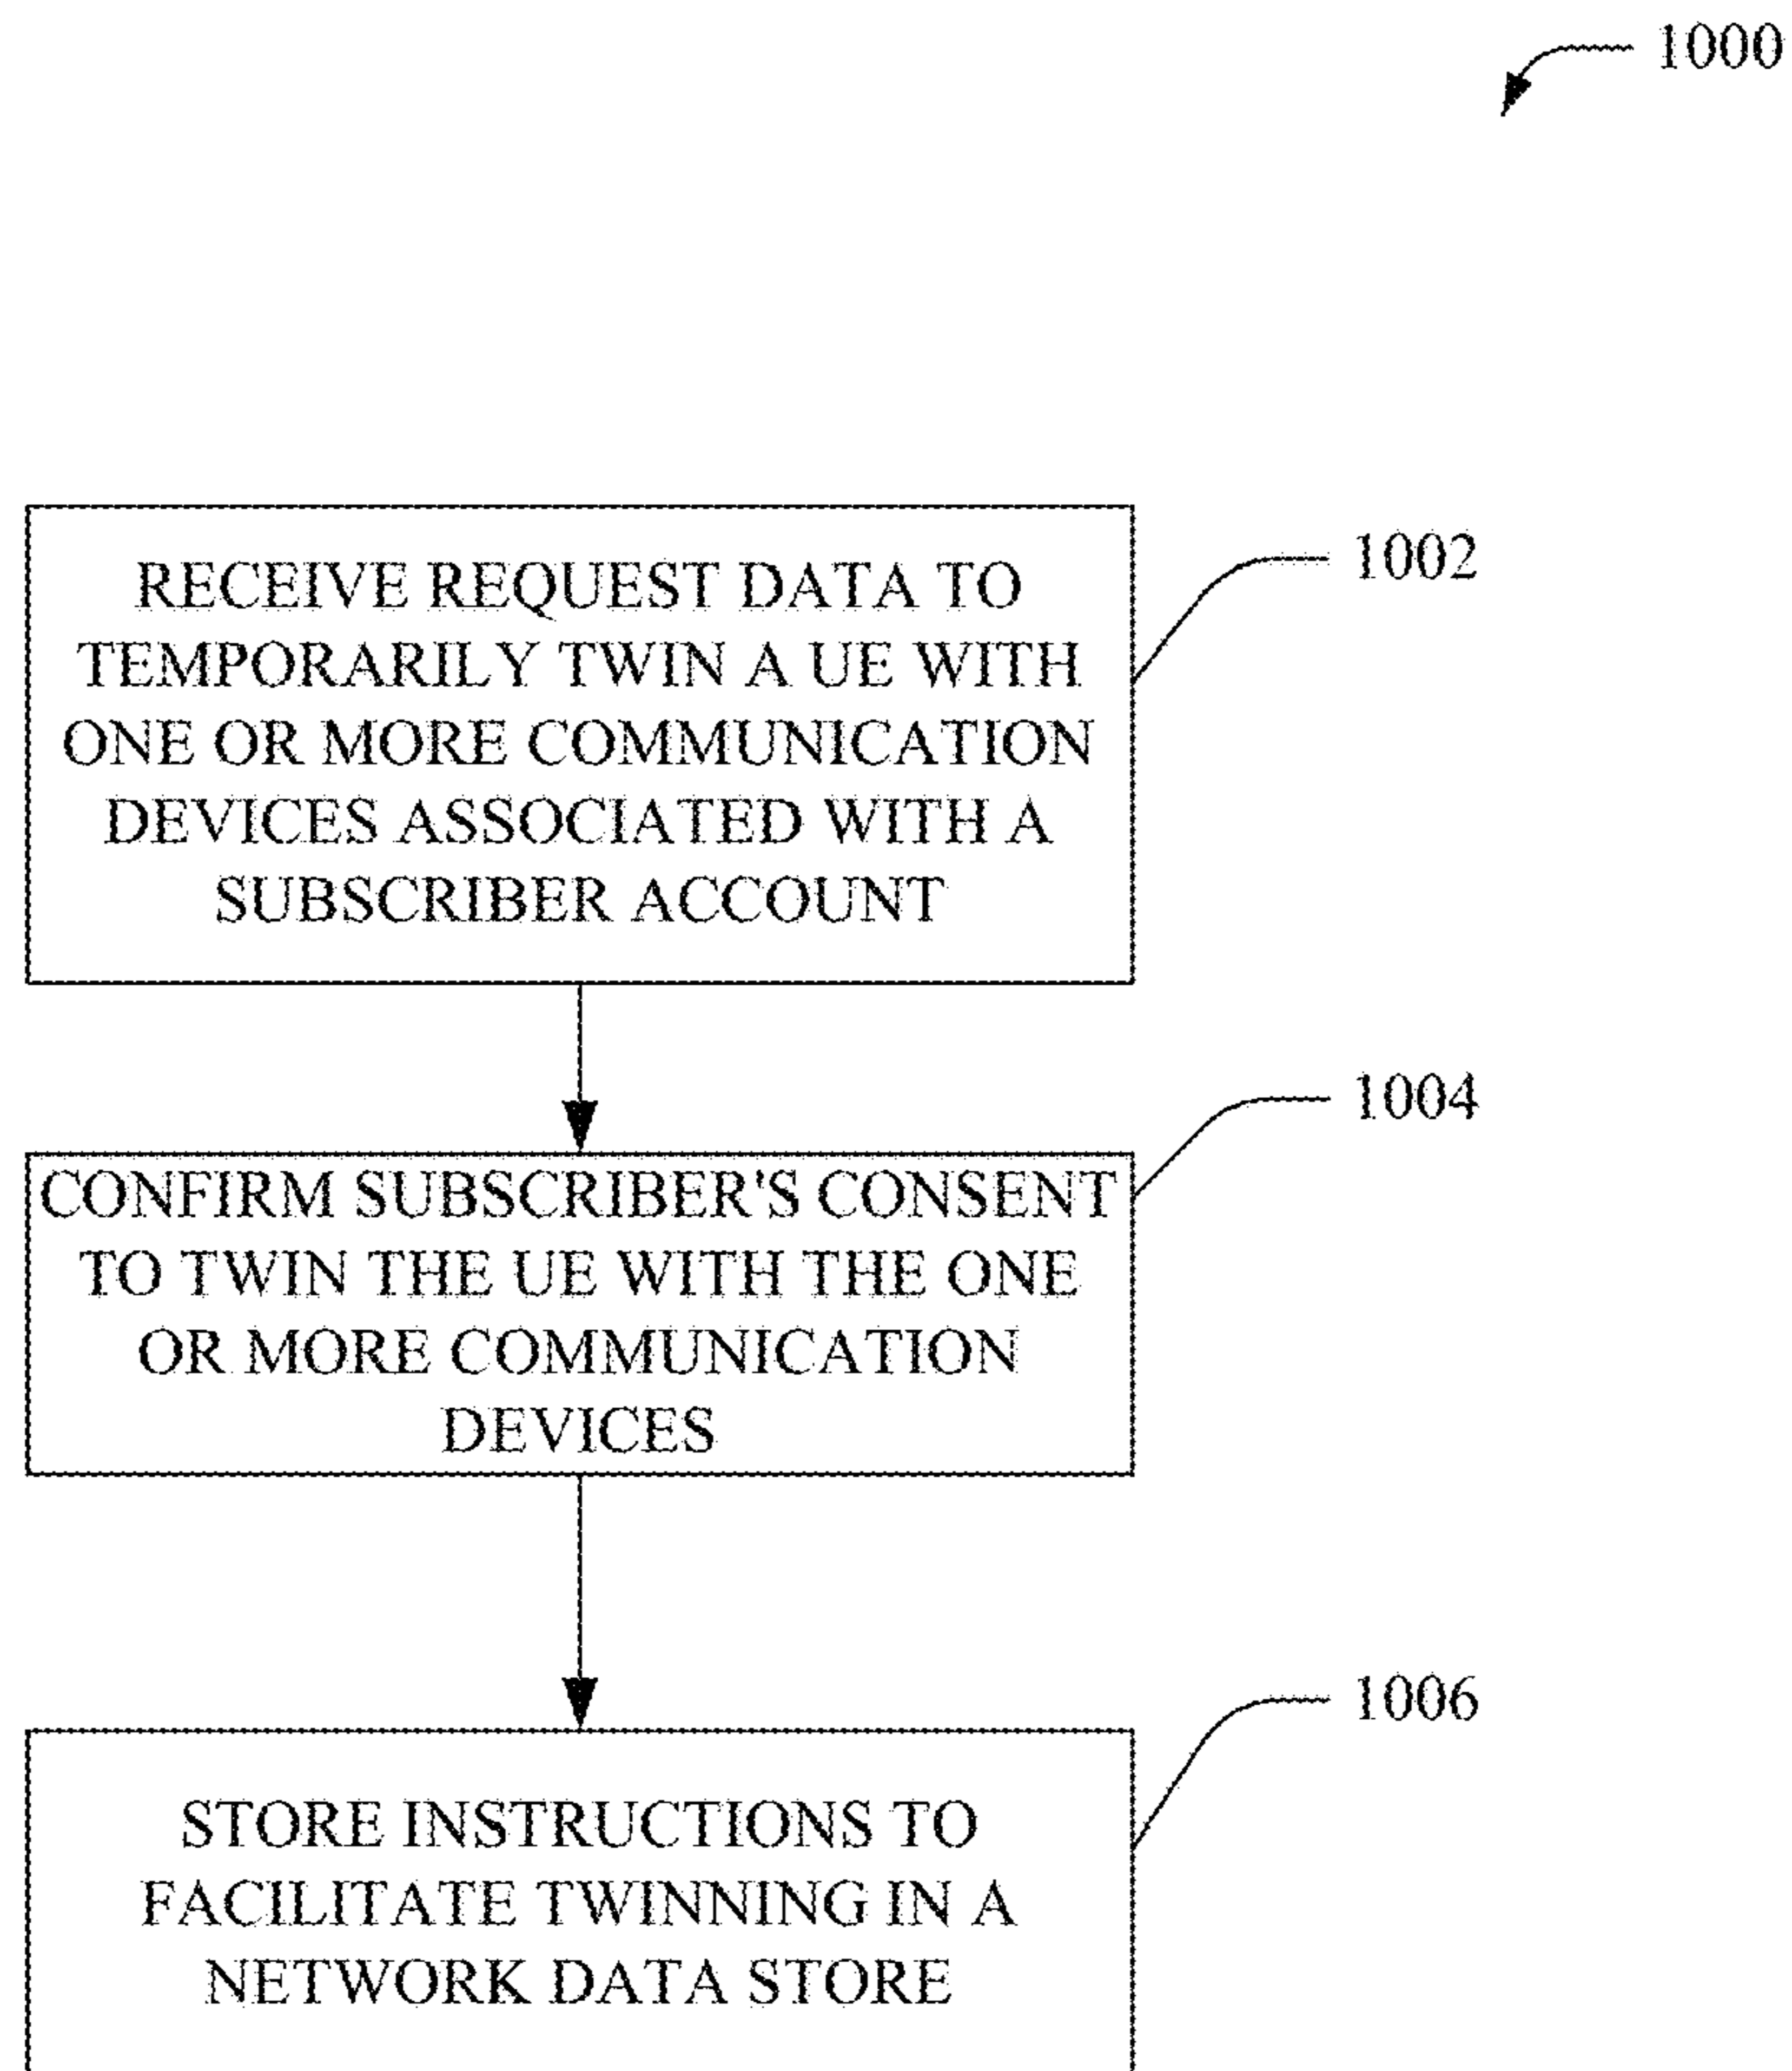 1000
RECEIVE REQUEST DATA TO
TEMPORARILY TWIN A UE WITH
ONE OR MORE COMMUNICATION
DEVICES ASSOCIATED WITH A
SUBSCRIBER ACCOUNT
1002
CONFIRM SUBSCRIBER'S CONSENT
TO TWIN THE UE WITH THE ONE
OR MORE COMMUNICATION
DEVICES
1004
STORE INSTRUCTIONS TO
FACILITATE TWINNING IN A
NETWORK DATA STORE
1006